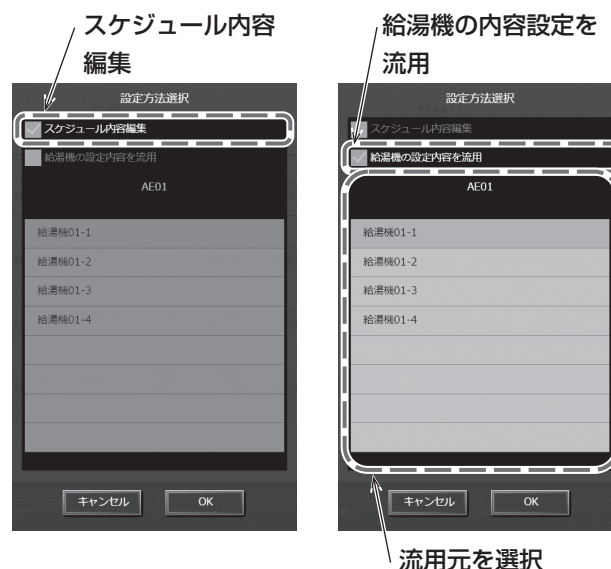 スケジュール内容
編集
設定方法選択
スケジュール内容編集
給湯機の設定内容を流用
AE01
給湯機01-1
給湯機01-2
給湯機01-3
給湯機01-4
キャンセル
OK
給湯機の内容設定を
流用
設定方法選択
スケジュール内容編集
給湯機の設定内容を流用
AE01
給湯機01-1
給湯機01-2
給湯機01-3
給湯機01-4
キャンセル
OK
流用元を選択